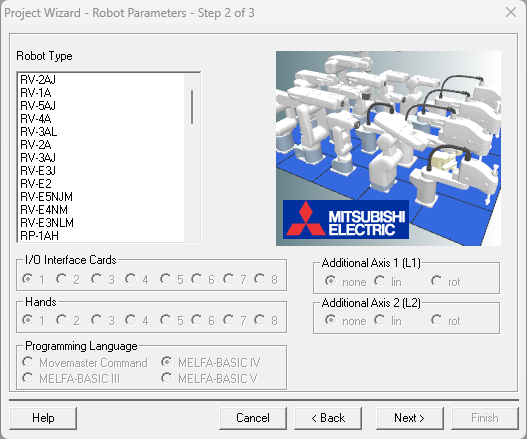 Project Wizard - Robot Parameters - Step 2 of 3
Robot Type
RV-2AJ
RV-1A
RV-5AJ
RV-4A
RV-3AL
RV-2A
RV-3AJ
RV-E3J
RV-E2
RV-E5NJM
RV-E4NM
RV-E3NLM
RP-1AH
MITSUBISHI
ELECTRIC
I/O Interface Cards
1 2 3 4 5 6 7 8
Hands
1 2 3 4 5 6 7 8
Programming Language
Movemaster Command MELFA-BASIC IV
MELFA-BASIC III MELFA-BASIC V
Additional Axis 1 (L1)
none lin rot
Additional Axis 2 (L2)
none lin rot
Help Cancel < Back Next > Finish